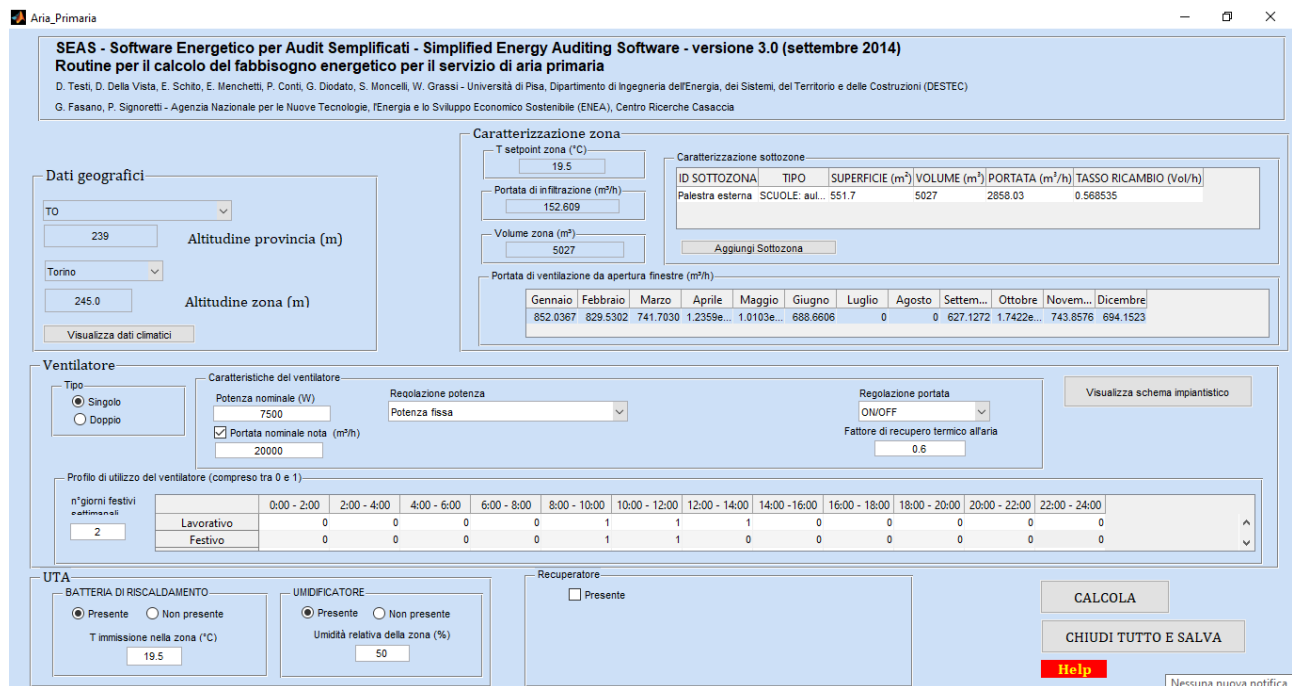 Aria_Primaria
SEAS - Software Energetico per Audit Semplificati - Simplified Energy Auditing Software - versione 3.0 (settembre 2014)
Routine per il calcolo del fabbisogno energetico per il servizio di aria primaria
D. Testi, D. Della Vista, E. Schito, E. Menchetti, P. Conti, G. Diodato, S. Moncelli, W. Grassi - Università di Pisa, Dipartimento di Ingegneria dell'Energia, dei Sistemi, del Territorio e delle Costruzioni (DESTEC)
G. Fasano, P. Signoretti - Agenzia Nazionale per le Nuove Tecnologie, l'Energia e lo Sviluppo Economico Sostenibile (ENEA), Centro Ricerche Casaccia
Dati geografici
TO
239 Altitudine provincia (m)
Torino
245.0 Altitudine zona (m)
Visualizza dati climatici
Caratterizzazione zona
T setpoint zona (°C)
19.5
Portata di infiltrazione (m³/h)
152.609
Volume zona (m³)
5027
Caratterizzazione sottozone
ID SOTTOZONA TIPO SUPERFICIE (m²) VOLUME (m³) PORTATA (m³/h) TASSO RICAMBIO (Vol/h)
Palestra esterna SCUOLE: aul... 551.7 5027 2858.03 0.568535
Aggiungi Sottozona
Portata di ventilazione da apertura finestre (m³/h)
Gennaio Febbraio Marzo Aprile Maggio Giugno Luglio Agosto Settem... Ottobre Novem... Dicembre
852.0367 829.5302 741.7030 1.2359e... 1.0103e... 688.6606 0 0 627.1272 1.7422e... 743.8576 694.1523
Ventilatore
Tipo
Singolo
Doppio
Caratteristiche del ventilatore
Potenza nominale (W)
7500
Portata nominale nota (m³/h)
20000
Regolazione potenza
Potenza fissa
Regolazione portata
ON/OFF
Fattore di recupero termico all'aria
0.6
Visualizza schema impiantistico
Profilo di utilizzo del ventilatore (compreso tra 0 e 1)
n°giorni festivi
settimanali
2
0:00 - 2:00 2:00 - 4:00 4:00 - 6:00 6:00 - 8:00 8:00 - 10:00 10:00 - 12:00 12:00 - 14:00 14:00 -16:00 16:00 - 18:00 18:00 - 20:00 20:00 - 22:00 22:00 - 24:00
Lavorativo 0 0 0 0 1 1 1 0 0 0 0 0
Festivo 0 0 0 0 1 1 0 0 0 0 0 0
UTA
BATTERIA DI RISCALDAMENTO
Presente Non presente
T immissione nella zona (°C)
19.5
UMIDIFICATORE
Presente Non presente
Umidità relativa della zona (%)
50
Recuperatore
Presente
CALCOLA
CHIUDI TUTTO E SALVA
Help
Nessuna nuova notifica